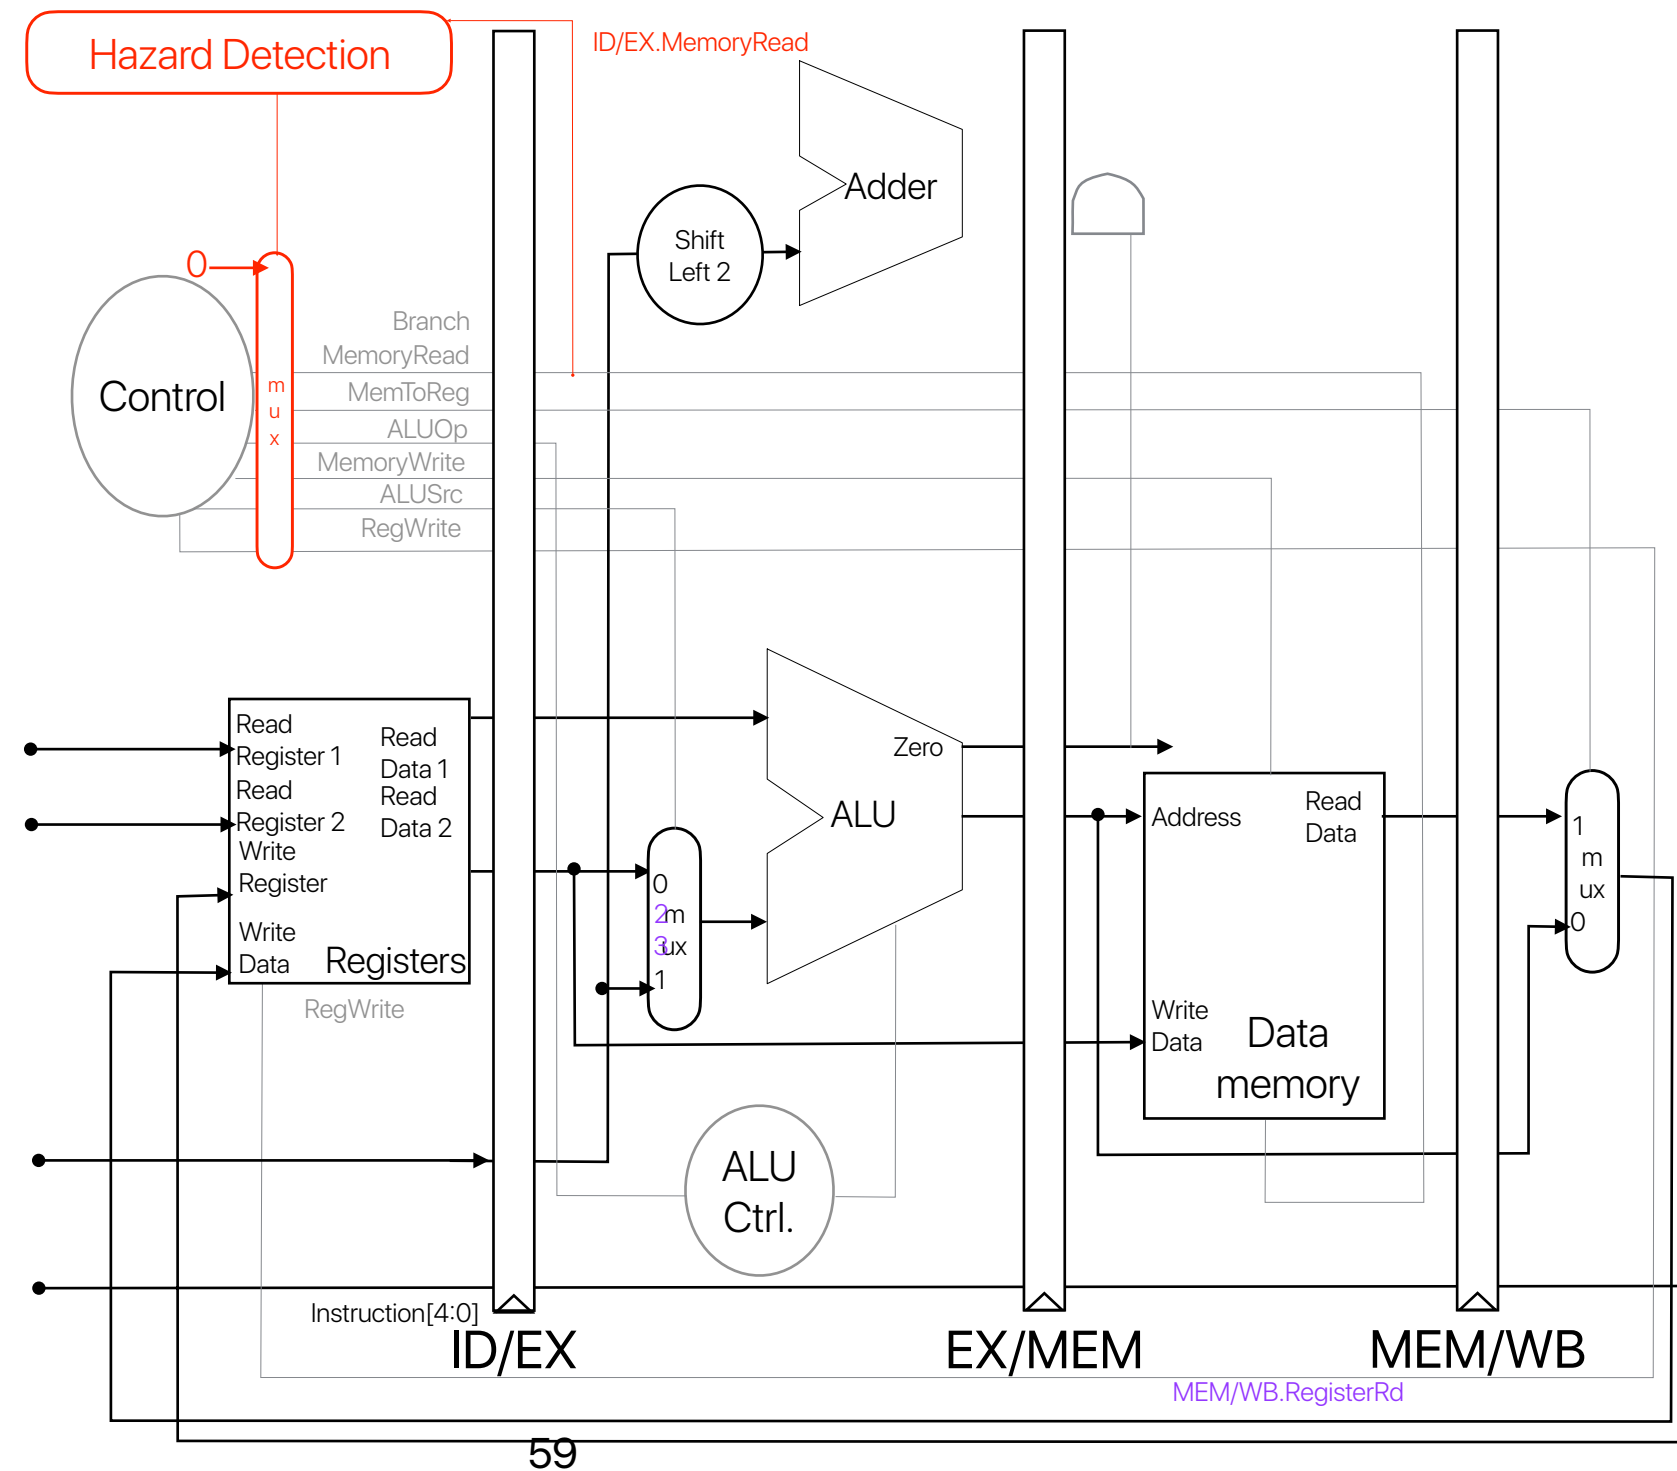 Hazard Detection
ID/EX.MemoryRead
Adder
Shift
Left 2
0
Control
m
u
x
Branch
MemoryRead
MemToReg
ALUOp
MemoryWrite
ALUSrc
RegWrite
Read
Register 1
Read
Register 2
Write
Register
Write
Data
Read
Data 1
Read
Data 2
Registers
RegWrite
0
2
m
3
ux
1
Zero
ALU
ALU
Ctrl.
Address
Read
Data
Write
Data
Data
memory
1
m
ux
0
Instruction[4:0]
ID/EX
EX/MEM
MEM/WB
MEM/WB.RegisterRd
59